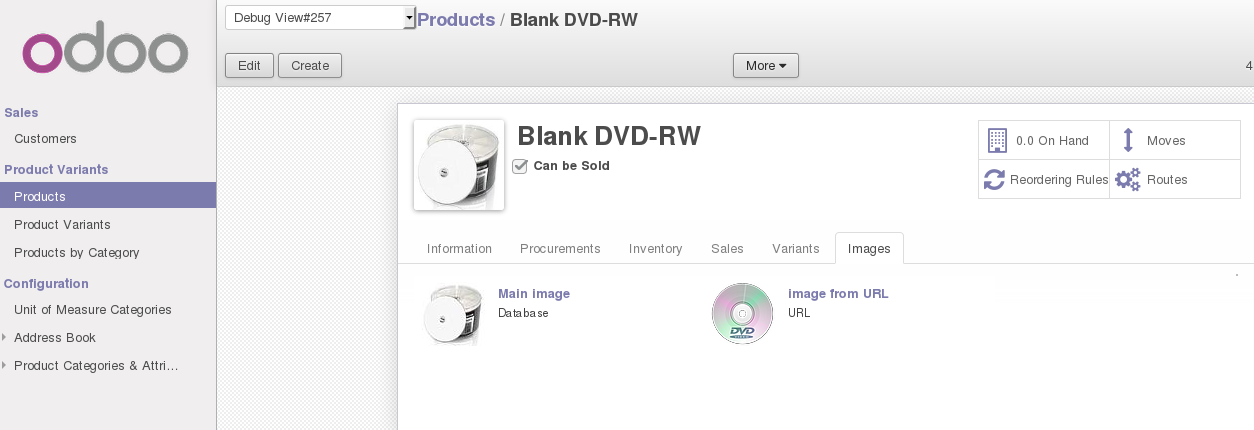 odoo
Sales
Customers
Product Variants
Products
Product Variants
Products by Category
Configuration
Unit of Measure Categories
Address Book
Product Categories & Attri...
Debug View#257
Products / Blank DVD-RW
Edit
Create
More
4
Blank DVD-RW
Can be Sold
0.0 On Hand
Moves
Reordering Rules
Routes
Information
Procurements
Inventory
Sales
Variants
Images
Main image
Database
DVD
image from URL
URL